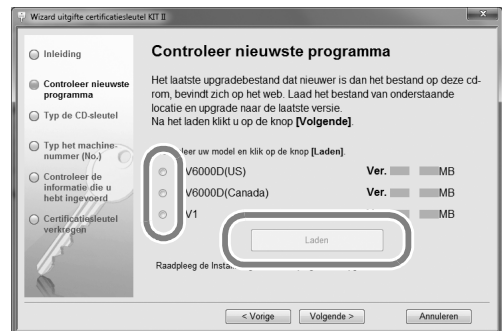 Wizard uitgifte certificatiesleutel KIT II
Inleiding
Controleer nieuwste
programma
Typ de CD-sleutel
Typ het machine-
nummer (No.)
Controleer de
informatie die u
hebt ingevoerd
Certificatiesleutel
verkregen
Controleer nieuwste programma
Het laatste upgradebestand dat nieuwer is dan het bestand op deze cd-
rom, bevindt zich op het web. Laad het bestand van onderstaande
locatie en upgrade naar de laatste versie.
Na het laden klikt u op de knop [Volgende].
uw model en klik op de knop [Laden].
V6000D(US) Ver. MB
V6000D(Canada) Ver. MB
V1 MB
Laden
Raadpleeg de
< Vorige
Volgende >
Annuleren